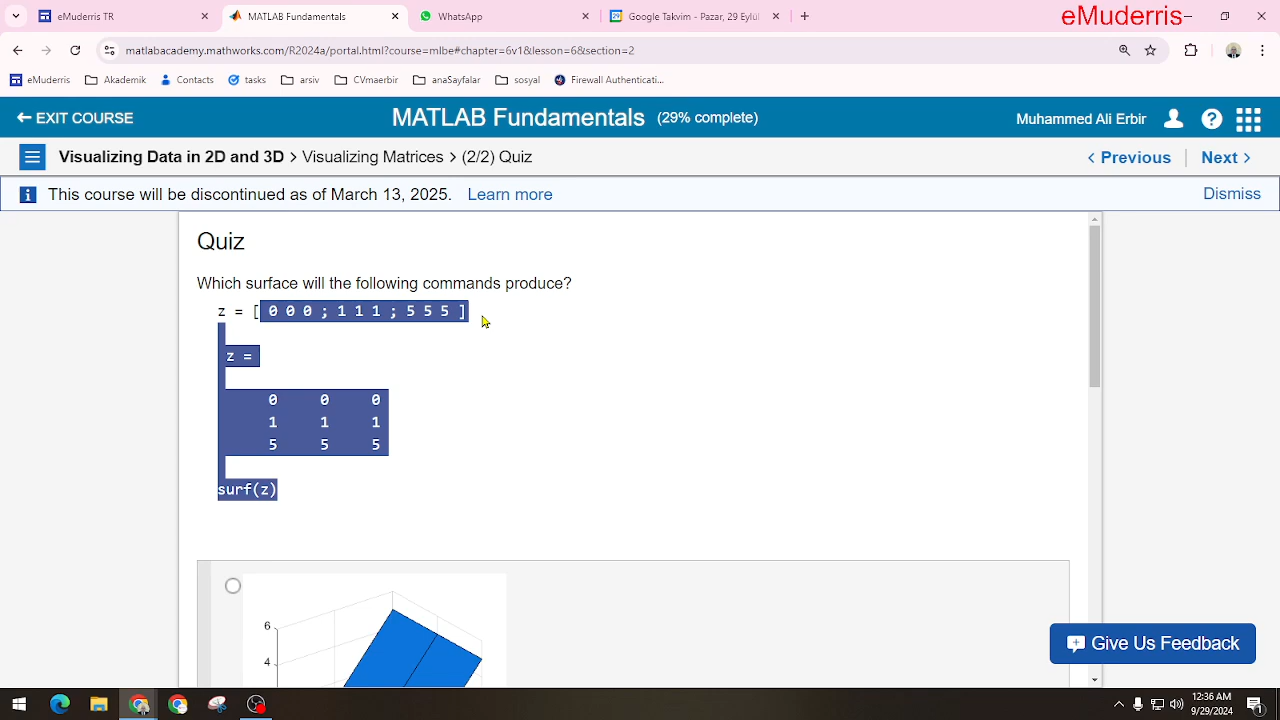 eMuderris TR
MATLAB Fundamentals
WhatsApp
Google Takvim - Pazar, 29 Eylül
eMuderris
matlabacademy.mathworks.com/R2024a/portal.html?course=mlbe#chapter=6v1&lesson=6&section=2
eMuderris
Akademik
Contacts
tasks
arsiv
CVmaerbir
anaSayfalar
sosyal
Firewall Authenticati...
EXIT COURSE
MATLAB Fundamentals (29% complete)
Muhammed Ali Erbir
Visualizing Data in 2D and 3D > Visualizing Matrices > (2/2) Quiz
< Previous
Next >
This course will be discontinued as of March 13, 2025. Learn more
Dismiss
Quiz
Which surface will the following commands produce?
z = [ 0 0 0 ; 1 1 1 ; 5 5 5 ]
z =
0 0 0
1 1 1
5 5 5
surf(z)
6
4
Give Us Feedback
12:36 AM
9/29/2024